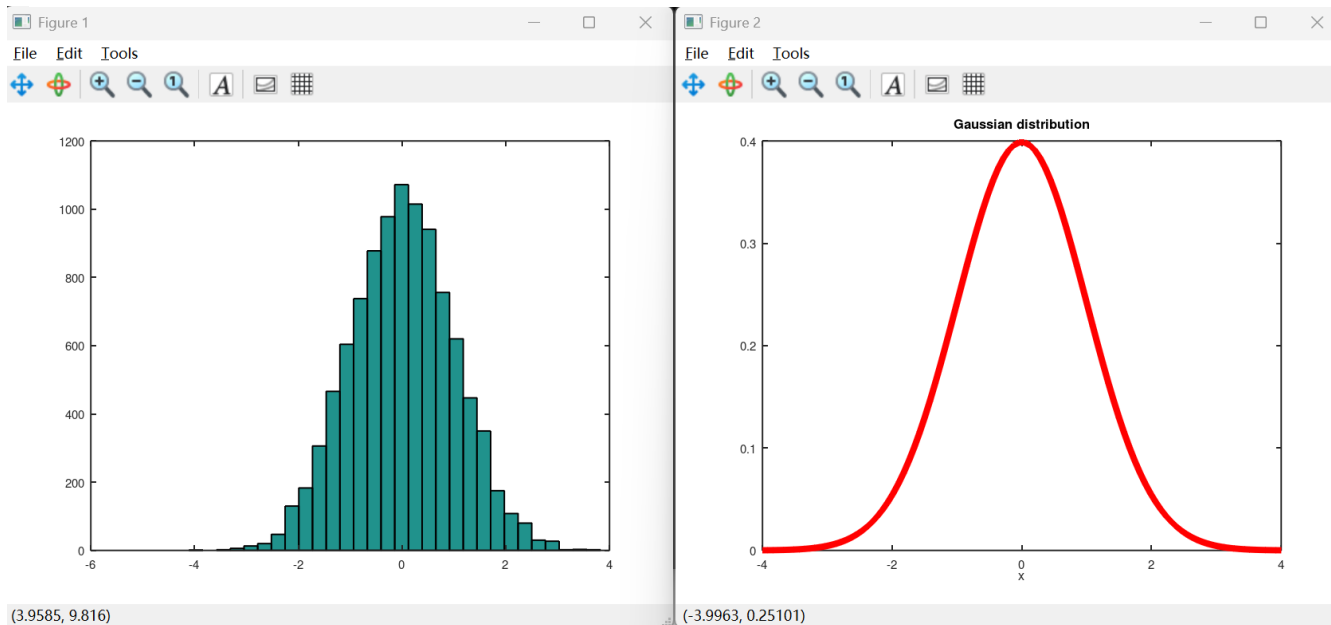 Figure 1
File Edit Tools
A
1200
1000
800
600
400
200
0
-6 -4 -2 0 2 4
(3.9585, 9.816)
Figure 2
File Edit Tools
A
Gaussian distribution
0.4
0.3
0.2
0.1
0
-4 -2 0 2 4
x
(-3.9963, 0.25101)